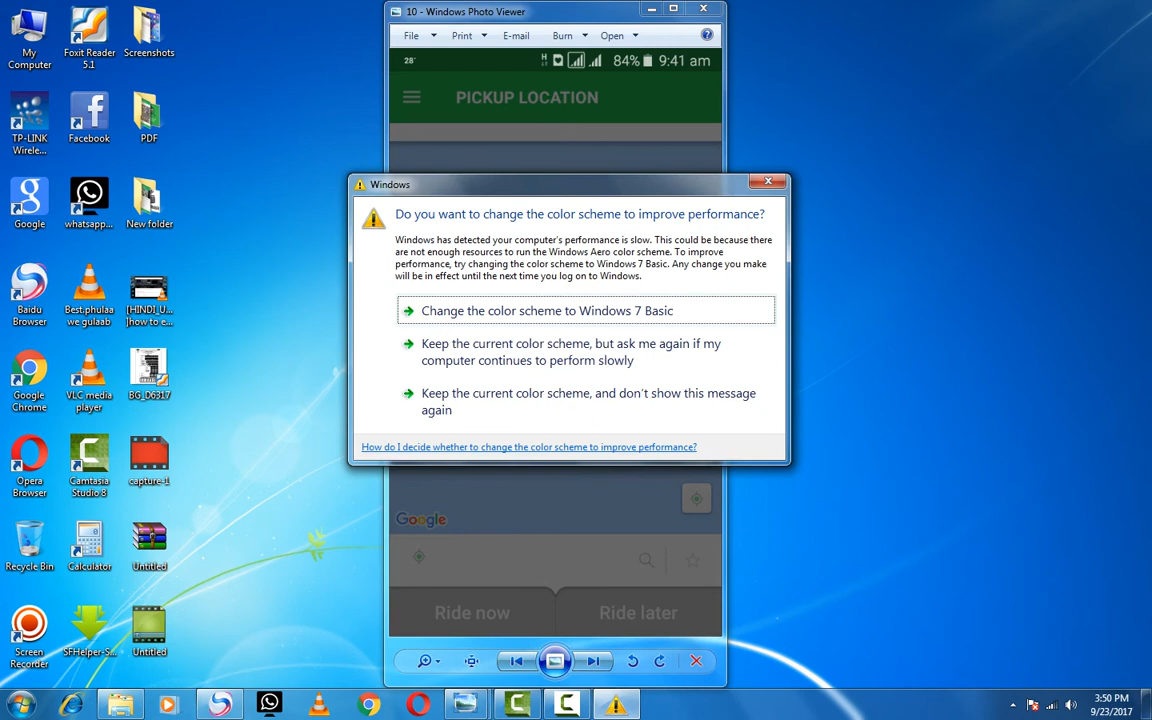 My
Computer
Foxit Reader
5.1
Screenshots
TP-LINK
Wirele...
Facebook
PDF
Google
whatsapp...
New folder
Baidu
Browser
Best.phulaa
we gulaab
[HINDI_U...
]how to e...
Google
Chrome
VLC media
player
BG_D6317
Opera
Browser
Camtasia
Studio 8
capture-1
Recycle Bin
Calculator
Untitled
Screen
Recorder
SFHelper-S...
Untitled
10 - Windows Photo Viewer
File Print E-mail Burn Open
28° H 84% 9:41 am
PICKUP LOCATION
Windows
Do you want to change the color scheme to improve performance?
Windows has detected your computer's performance is slow. This could be because there
are not enough resources to run the Windows Aero color scheme. To improve
performance, try changing the color scheme to Windows 7 Basic. Any change you make
will be in effect until the next time you log on to Windows.
Change the color scheme to Windows 7 Basic
Keep the current color scheme, but ask me again if my
computer continues to perform slowly
Keep the current color scheme, and don't show this message
again
How do I decide whether to change the color scheme to improve performance?
Google
Ride now Ride later
3:50 PM
9/23/2017